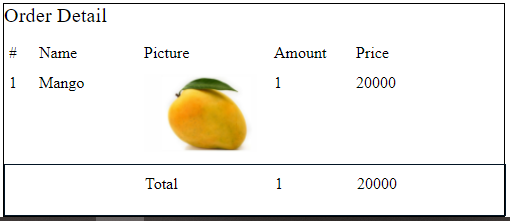 Order Detail
# Name Picture Amount Price
1 Mango 1 20000
Total 1 20000